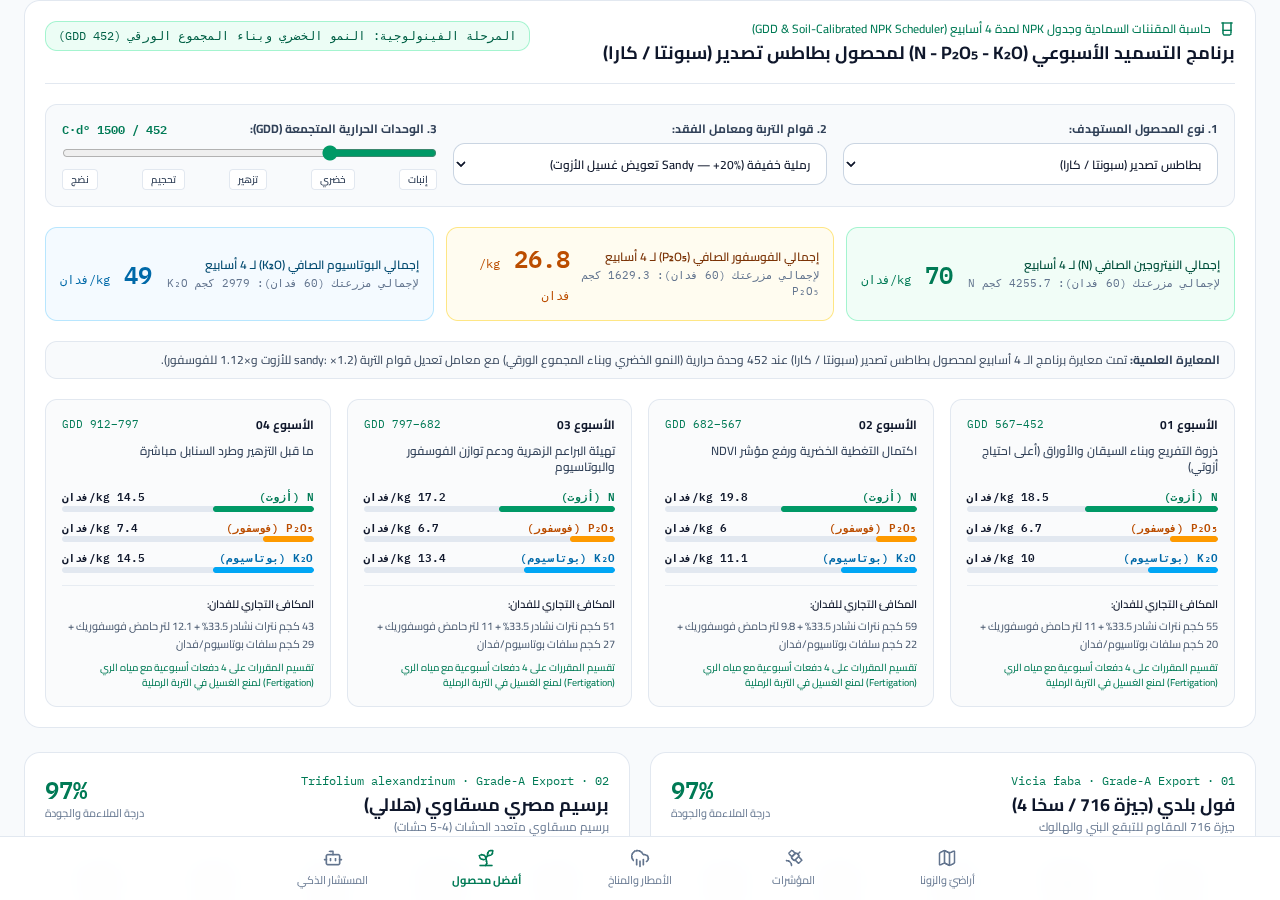 حاسبة المقننات السمادية وجدول NPK لمدة 4 أسابيع (GDD & Soil-Calibrated NPK Scheduler)
برنامج التسميد الأسبوعي (N - P₂O₅ - K₂O) لمحصول بطاطس تصدير (سبونتا / كارا)
المرحلة الفينولوجية: النمو الخضري وبناء المجموع الورقي (452 GDD)
1. نوع المحصول المستهدف:
بطاطس تصدير (سبونتا / كارا)
2. قوام التربة ومعامل الفقد:
رملية خفيفة (Sandy — +20% تعويض غسيل الأزوت)
3. الوحدات الحرارية المتجمعة (GDD):
452 / 1500 C·d°
إنبات
خضري
تزهير
تحجيم
نضج
إجمالي النيتروجين الصافي (N) لـ 4 أسابيع
لإجمالي مزرعتك (60 فدان): 4255.7 كجم N
70 kg/فدان
إجمالي الفوسفور الصافي (P₂O₅) لـ 4 أسابيع
لإجمالي مزرعتك (60 فدان): 1629.3 كجم
P₂O₅
26.8 kg/
فدان
إجمالي البوتاسيوم الصافي (K₂O) لـ 4 أسابيع
لإجمالي مزرعتك (60 فدان): 2979 كجم K₂O
49 kg/فدان
المعايرة العلمية: تمت معايرة برنامج الـ 4 أسابيع لمحصول بطاطس تصدير (سبونتا / كارا) عند 452 وحدة حرارية (النمو الخضري وبناء المجموع الورقي) مع معامل تعديل قوام التربة (sandy: ×1.2 للأزوت و×1.12 للفوسفور).
الأسبوع 01
452–567 GDD
ذروة التفريع وبناء السيقان والأوراق (أعلى احتياج
أزوتي)
N (أزوت)
18.5 kg/فدان
P₂O₅ (فوسفور)
6.7 kg/فدان
K₂O (بوتاسيوم)
10 kg/فدان
المكافئ التجاري للفدان:
55 كجم نترات نشادر 33.5% + 11 لتر حامض فوسفوريك +
20 كجم سلفات بوتاسيوم/فدان
تقسيم المقررات على 4 دفعات أسبوعية مع مياه الري
(Fertigation) لمنع الغسيل في التربة الرملية
الأسبوع 02
567–682 GDD
اكتمال التغطية الخضرية ورفع مؤشر NDVI
N (أزوت)
19.8 kg/فدان
P₂O₅ (فوسفور)
6 kg/فدان
K₂O (بوتاسيوم)
11.1 kg/فدان
المكافئ التجاري للفدان:
59 كجم نترات نشادر 33.5% + 9.8 لتر حامض فوسفوريك +
22 كجم سلفات بوتاسيوم/فدان
تقسيم المقررات على 4 دفعات أسبوعية مع مياه الري
(Fertigation) لمنع الغسيل في التربة الرملية
الأسبوع 03
682–797 GDD
تهيئة البراعم الزهرية ودعم توازن الفوسفور
والبوتاسيوم
N (أزوت)
17.2 kg/فدان
P₂O₅ (فوسفور)
6.7 kg/فدان
K₂O (بوتاسيوم)
13.4 kg/فدان
المكافئ التجاري للفدان:
51 كجم نترات نشادر 33.5% + 11 لتر حامض فوسفوريك +
27 كجم سلفات بوتاسيوم/فدان
تقسيم المقررات على 4 دفعات أسبوعية مع مياه الري
(Fertigation) لمنع الغسيل في التربة الرملية
الأسبوع 04
797–912 GDD
ما قبل التزهير وطرد السنابل مباشرة
N (أزوت)
14.5 kg/فدان
P₂O₅ (فوسفور)
7.4 kg/فدان
K₂O (بوتاسيوم)
14.5 kg/فدان
المكافئ التجاري للفدان:
43 كجم نترات نشادر 33.5% + 12.1 لتر حامض فوسفوريك +
29 كجم سلفات بوتاسيوم/فدان
تقسيم المقررات على 4 دفعات أسبوعية مع مياه الري
(Fertigation) لمنع الغسيل في التربة الرملية
01 · Vicia faba · Grade-A Export
فول بلدي (جيزة 716 / سخا 4)
جيزة 716 المقاوم للتبقع البني والهالوك
97%
درجة الملاءمة والجودة
02 · Trifolium alexandrinum · Grade-A Export
برسيم مصري مسقاوي (هلالي)
برسيم مسقاوي متعدد الحشات (4-5 حشات)
97%
درجة الملاءمة والجودة
أراضيّ والزونا
المؤشرات
الأمطار والمناخ
أفضل محصول
المستشار الذكي